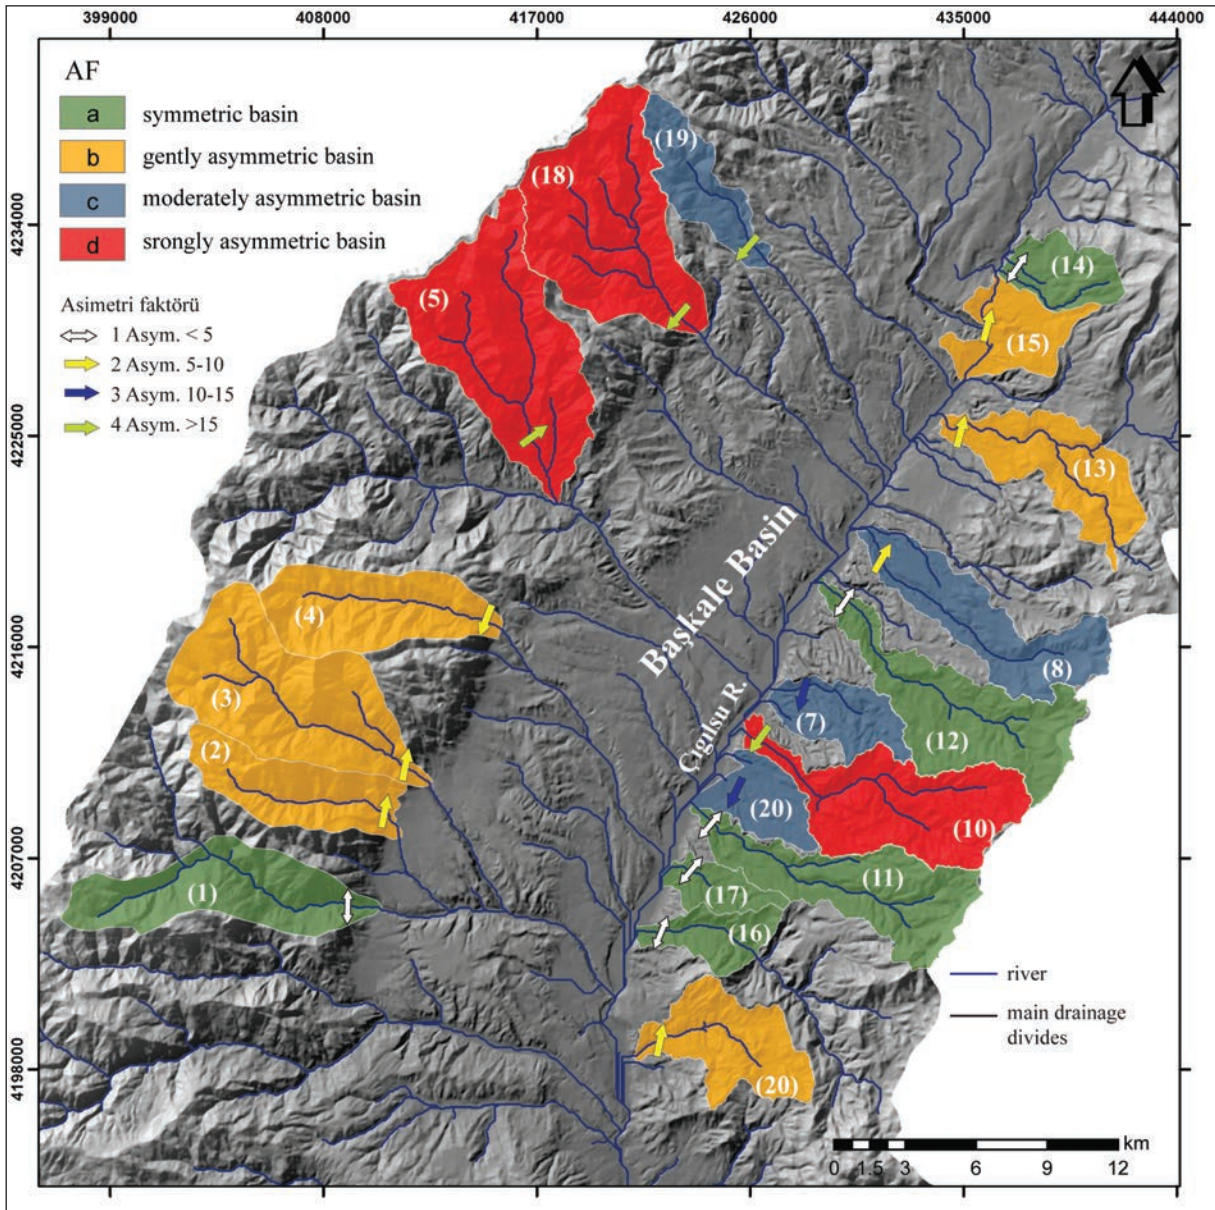 399000 408000 417000 426000 435000 444000
AF
a symmetric basin
b gently asymmetric basin
c moderately asymmetric basin
d strongly asymmetric basin
Asimetri faktörü
1 Asym. < 5
2 Asym. 5-10
3 Asym. 10-15
4 Asym. >15
4234000
4225000
4216000
4207000
4198000
(19)
(18)
(14)
(5)
(15)
(13)
Başkale Basin
(4)
(8)
(3)
Çıgılsu R.
(7)
(12)
(2)
(20)
(10)
(11)
(1)
(17)
(16)
river
main drainage
divides
(20)
km
0 1.5 3 6 9 12